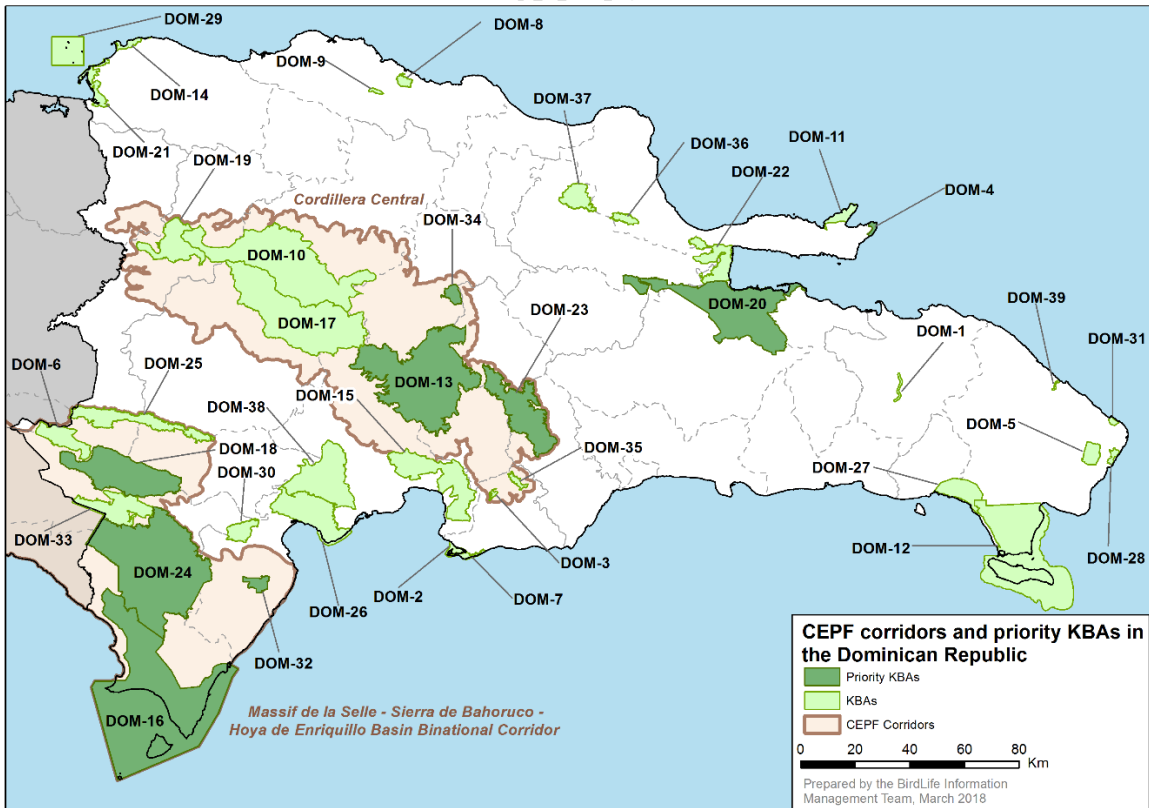 DOM-29
DOM-8
DOM-9
DOM-14
DOM-37
DOM-21
DOM-19
DOM-36
DOM-11
DOM-22
DOM-4
Cordillera Central
DOM-34
DOM-10
DOM-23
DOM-20
DOM-39
DOM-17
DOM-1
DOM-31
DOM-6
DOM-25
DOM-13
DOM-15
DOM-38
DOM-5
DOM-18
DOM-35
DOM-30
DOM-27
DOM-33
DOM-12
DOM-28
DOM-3
DOM-24
DOM-2
DOM-7
DOM-26
DOM-32
DOM-16
Massif de la Selle - Sierra de Bahoruco -
Hoya de Enriquillo Basin Binational Corridor
CEPF corridors and priority KBAs in
the Dominican Republic
Priority KBAs
KBAs
CEPF Corridors
0 20 40 60 80
Km
Prepared by the BirdLife Information
Management Team, March 2018